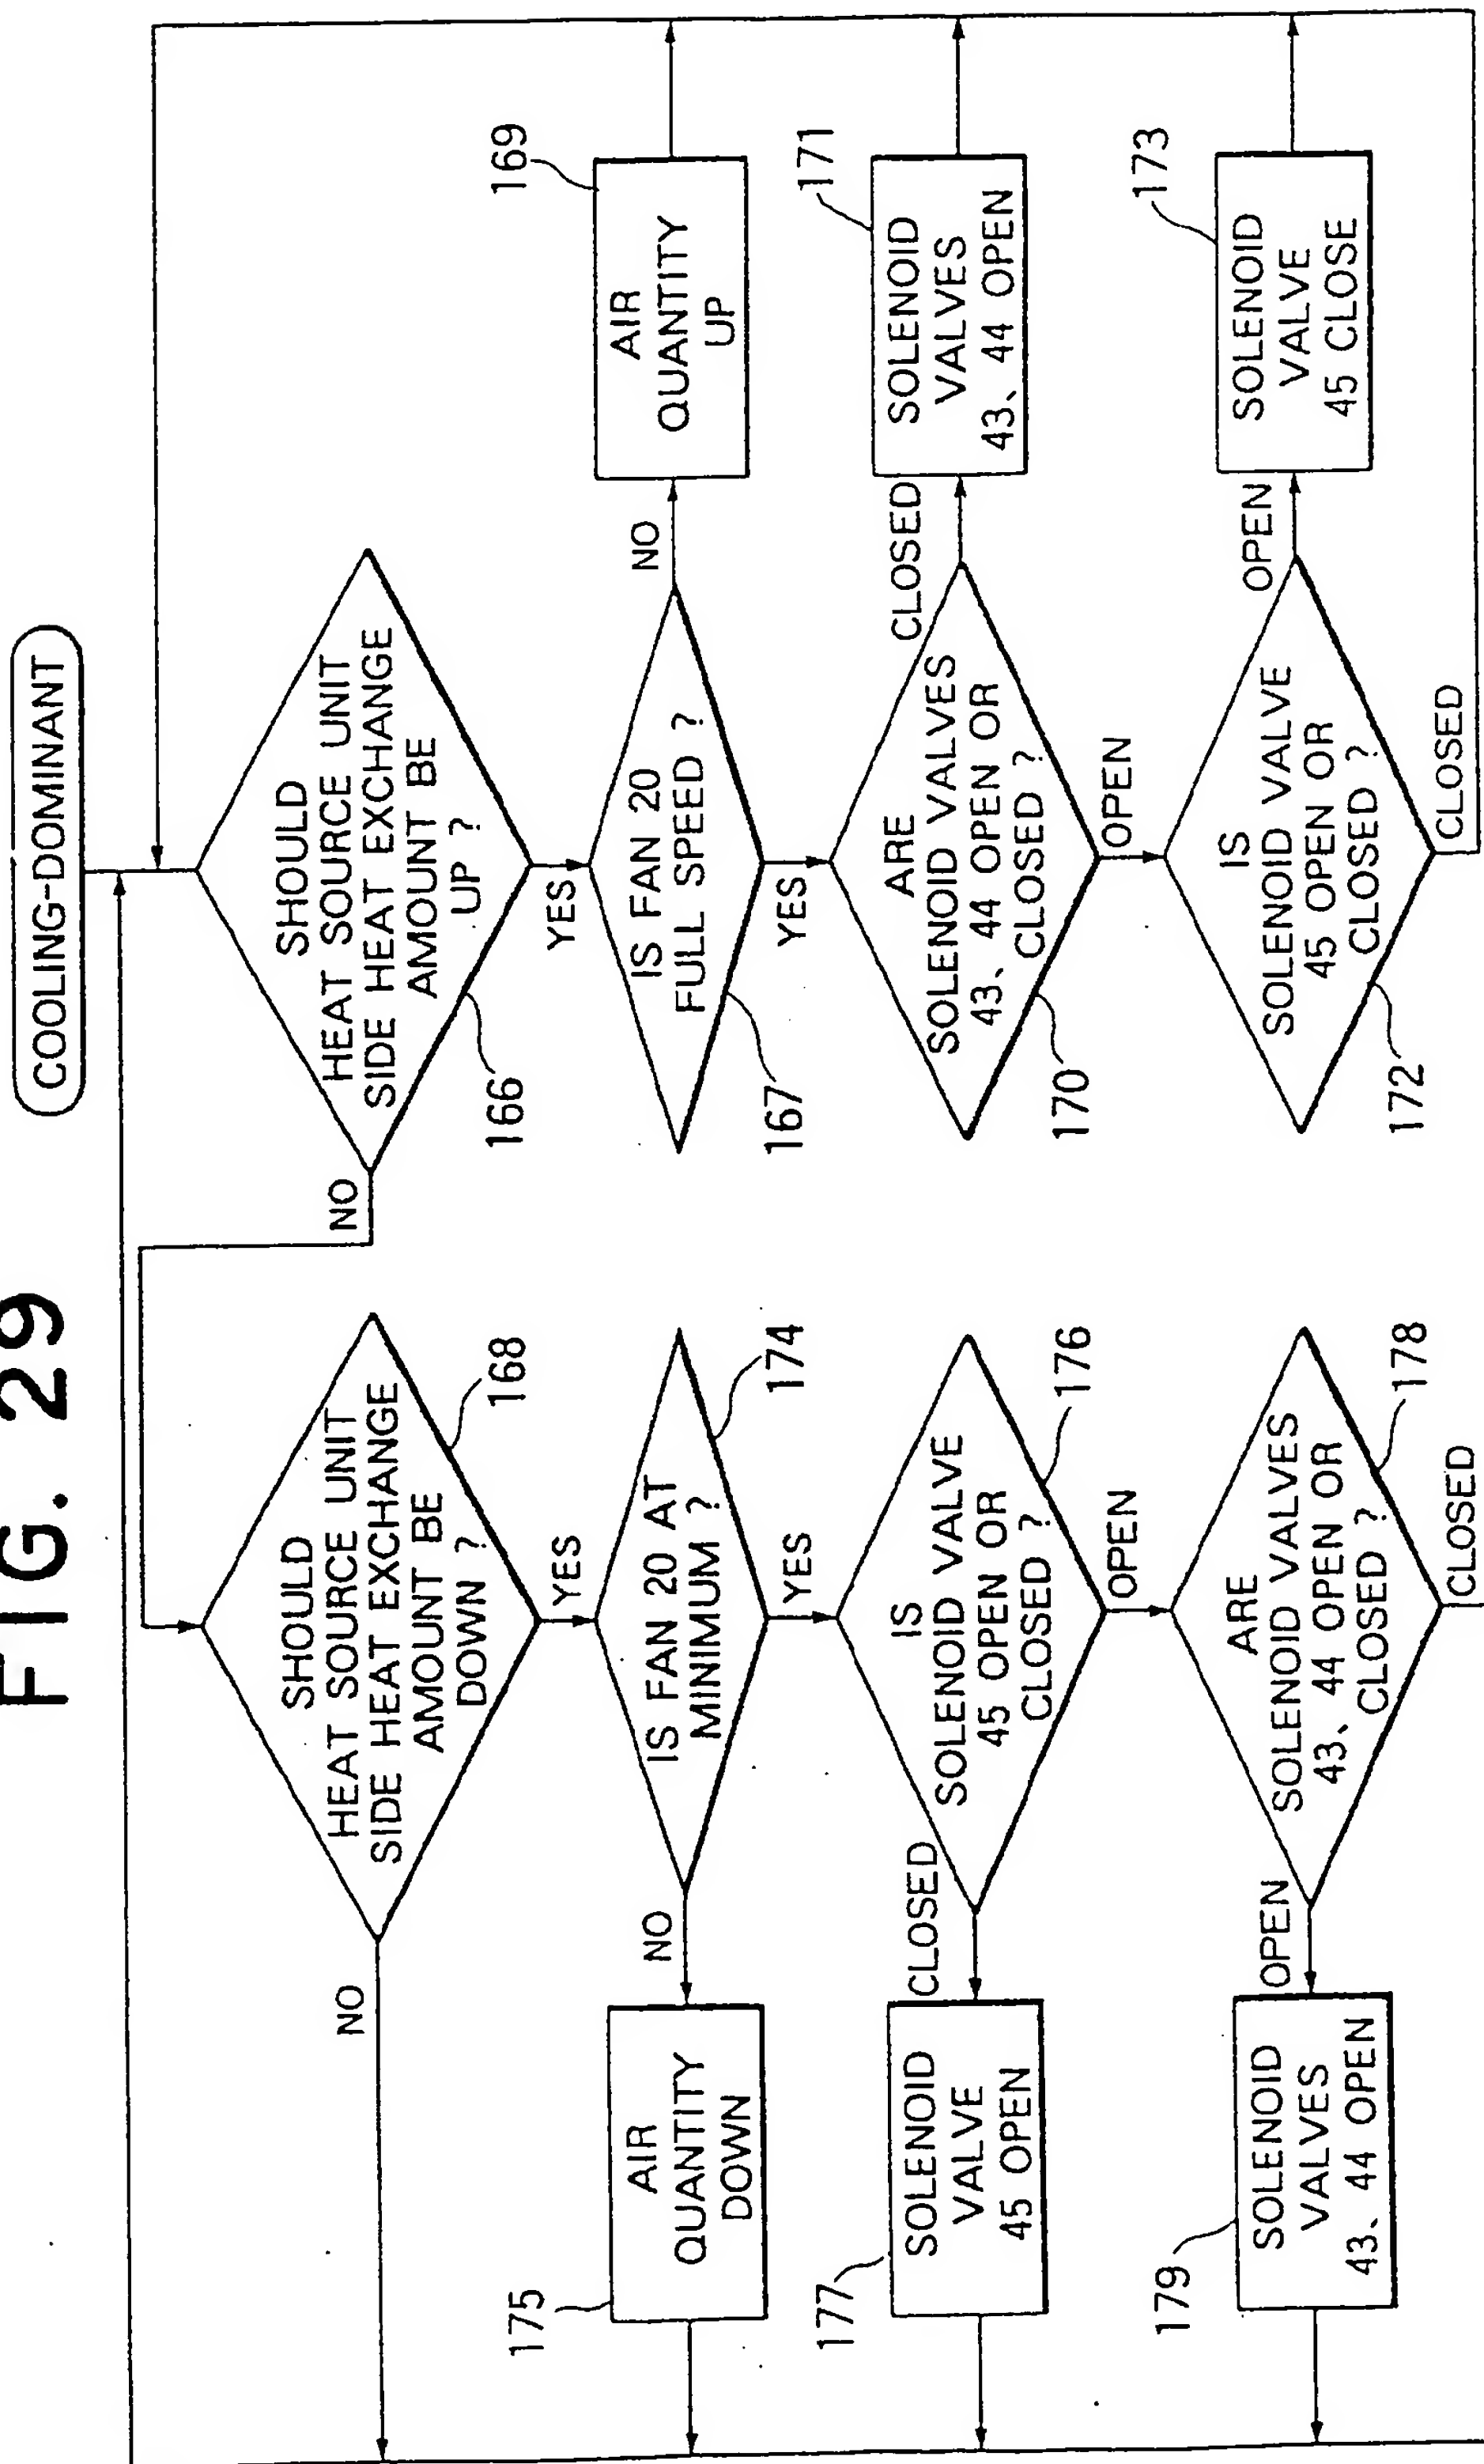 FIG. 29
COOLING-DOMINANT
SHOULD
HEAT SOURCE UNIT
SIDE HEAT EXCHANGE
AMOUNT BE
UP ?
166
NO
YES
IS FAN 20
FULL SPEED ?
167
NO
YES
AIR
QUANTITY
UP
169
ARE
SOLENOID VALVES
43、44 OPEN OR
CLOSED ?
170
CLOSED
OPEN
SOLENOID
VALVES
43、44 OPEN
171
IS
SOLENOID VALVE
45 OPEN OR
CLOSED ?
172
OPEN
CLOSED
SOLENOID
VALVE
45 CLOSE
173
SHOULD
HEAT SOURCE UNIT
SIDE HEAT EXCHANGE
AMOUNT BE
DOWN ?
168
NO
YES
IS FAN 20 AT
MINIMUM ?
174
NO
YES
AIR
QUANTITY
DOWN
175
IS
SOLENOID VALVE
45 OPEN OR
CLOSED ?
176
CLOSED
OPEN
SOLENOID
VALVE
45 OPEN
177
ARE
SOLENOID VALVES
43、44 OPEN OR
CLOSED ?
178
OPEN
CLOSED
SOLENOID
VALVES
43、44 OPEN
179